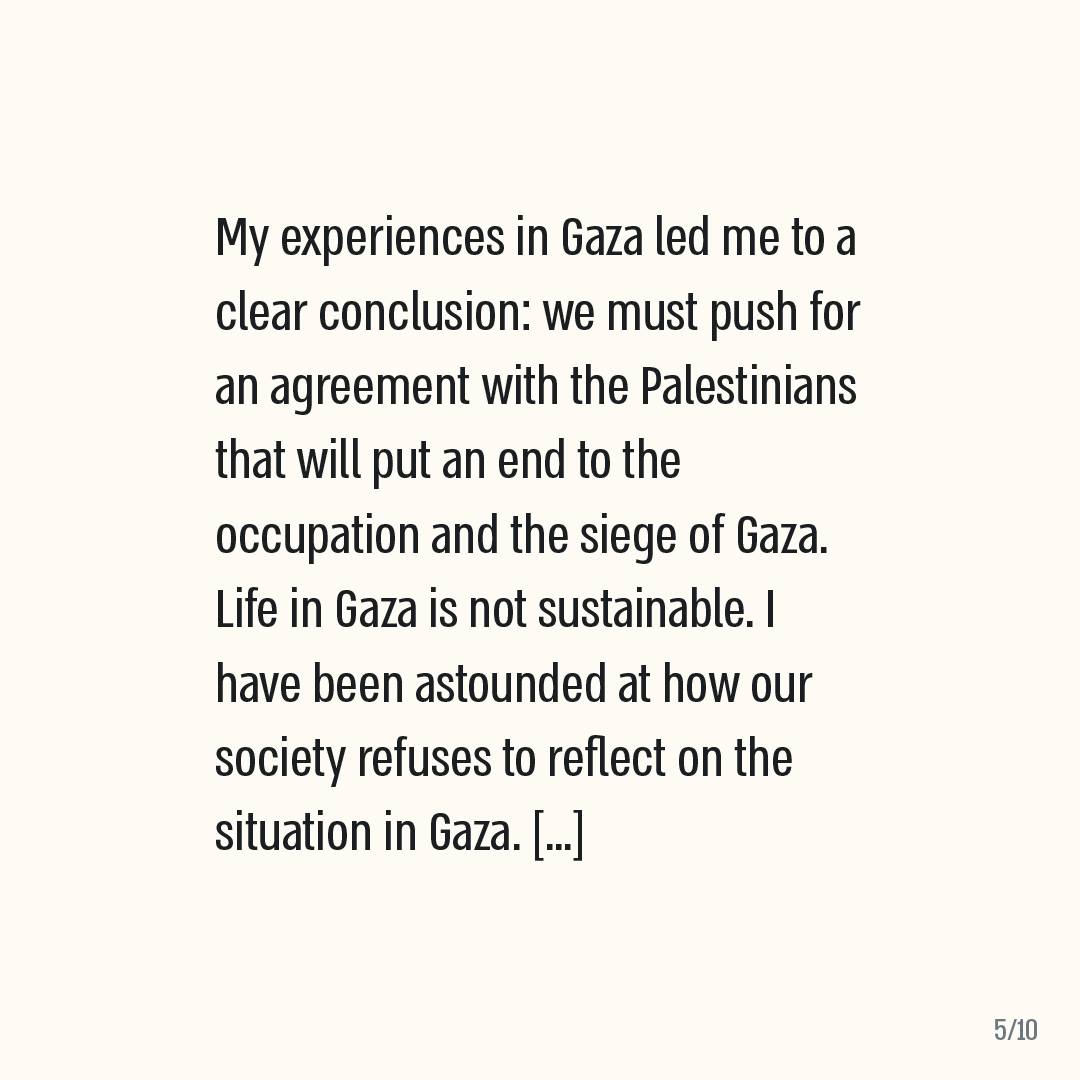 My experiences in Gaza led me to a
clear conclusion: we must push for
an agreement with the Palestinians
that will put an end to the
occupation and the siege of Gaza.
Life in Gaza is not sustainable. I
have been astounded at how our
society refuses to reflect on the
situation in Gaza. [...]
5/10